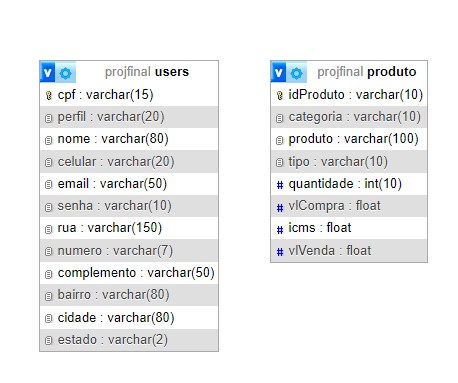 projfinal users
cpf : varchar(15)
perfil : varchar(20)
nome : varchar(80)
celular : varchar(20)
email : varchar(50)
senha : varchar(10)
rua : varchar(150)
numero : varchar(7)
complemento : varchar(50)
bairro : varchar(80)
cidade : varchar(80)
estado : varchar(2)
projfinal produto
idProduto : varchar(10)
categoria : varchar(10)
produto : varchar(100)
tipo : varchar(10)
# quantidade : int(10)
# vlCompra : float
# icms : float
# vlVenda : float